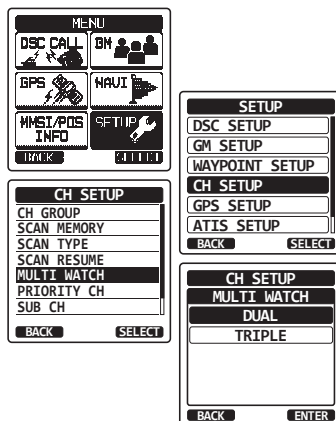 MENU
DSC CALL
GM
GPS
NAVI
MMSI/POS
INFO
SETUP
BACK
SELECT
SETUP
DSC SETUP
GM SETUP
WAYPOINT SETUP
CH SETUP
GPS SETUP
ATIS SETUP
BACK
SELECT
CH SETUP
CH GROUP
SCAN MEMORY
SCAN TYPE
SCAN RESUME
MULTI WATCH
PRIORITY CH
SUB CH
BACK
SELECT
CH SETUP
MULTI WATCH
DUAL
TRIPLE
BACK
ENTER